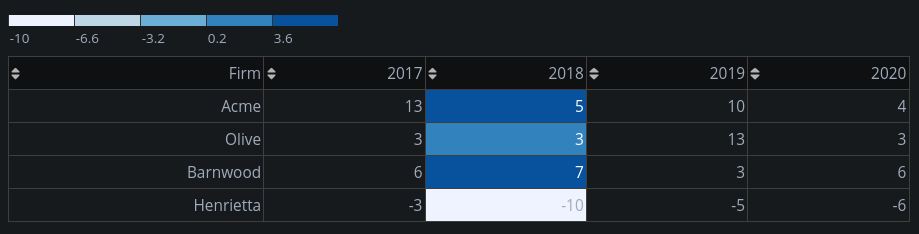 -10 -6.6 -3.2 0.2 3.6
Firm 2017 2018 2019 2020
Acme 13 5 10 4
Olive 3 3 13 3
Barnwood 6 7 3 6
Henrietta -3 -10 -5 -6